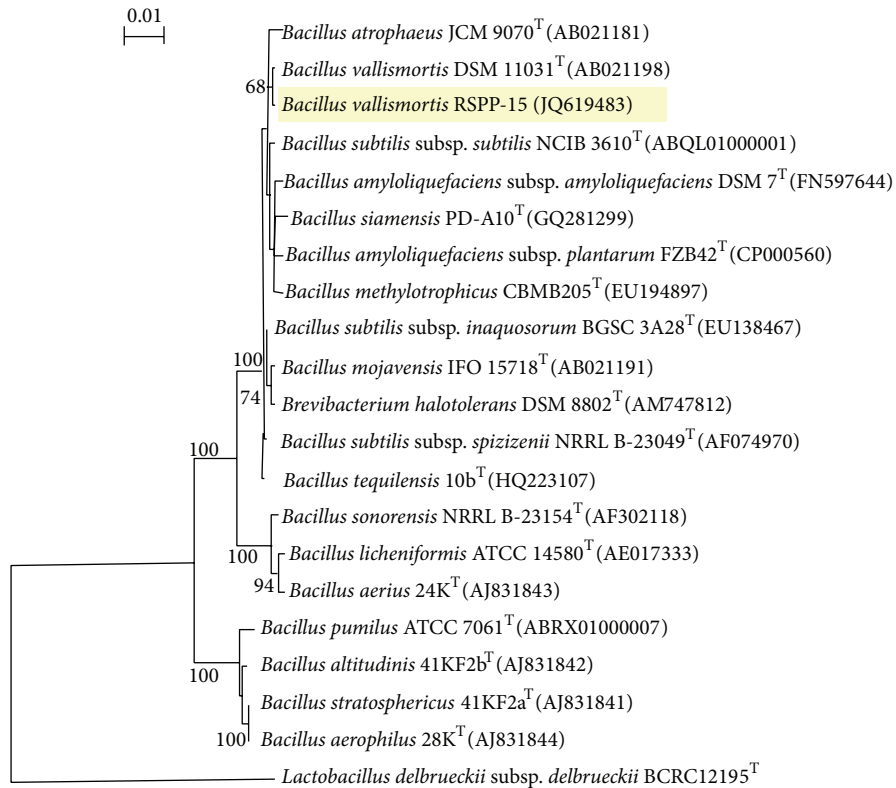 0.01
Bacillus atrophaeus JCM 9070T (AB021181)
Bacillus vallismortis DSM 11031T (AB021198)
68
Bacillus vallismortis RSPP-15 (JQ619483)
Bacillus subtilis subsp. subtilis NCIB 3610T (ABQL01000001)
Bacillus amyloliquefaciens subsp. amyloliquefaciens DSM 7T (FN597644)
Bacillus siamensis PD-A10T (GQ281299)
Bacillus amyloliquefaciens subsp. plantarum FZB42T (CP000560)
Bacillus methylotrophicus CBMB205T (EU194897)
Bacillus subtilis subsp. inaquosorum BGSC 3A28T (EU138467)
100
Bacillus mojavensis IFO 15718T (AB021191)
74
Brevibacterium halotolerans DSM 8802T (AM747812)
Bacillus subtilis subsp. spizizenii NRRL B-23049T (AF074970)
100
Bacillus tequilensis 10bT (HQ223107)
Bacillus sonorensis NRRL B-23154T (AF302118)
100
Bacillus licheniformis ATCC 14580T (AE017333)
94
Bacillus aerius 24KT (AJ831843)
Bacillus pumilus ATCC 7061T (ABRX01000007)
Bacillus altitudinis 41KF2bT (AJ831842)
100
Bacillus stratosphericus 41KF2aT (AJ831841)
100
Bacillus aerophilus 28KT (AJ831844)
Lactobacillus delbrueckii subsp. delbrueckii BCRC12195T